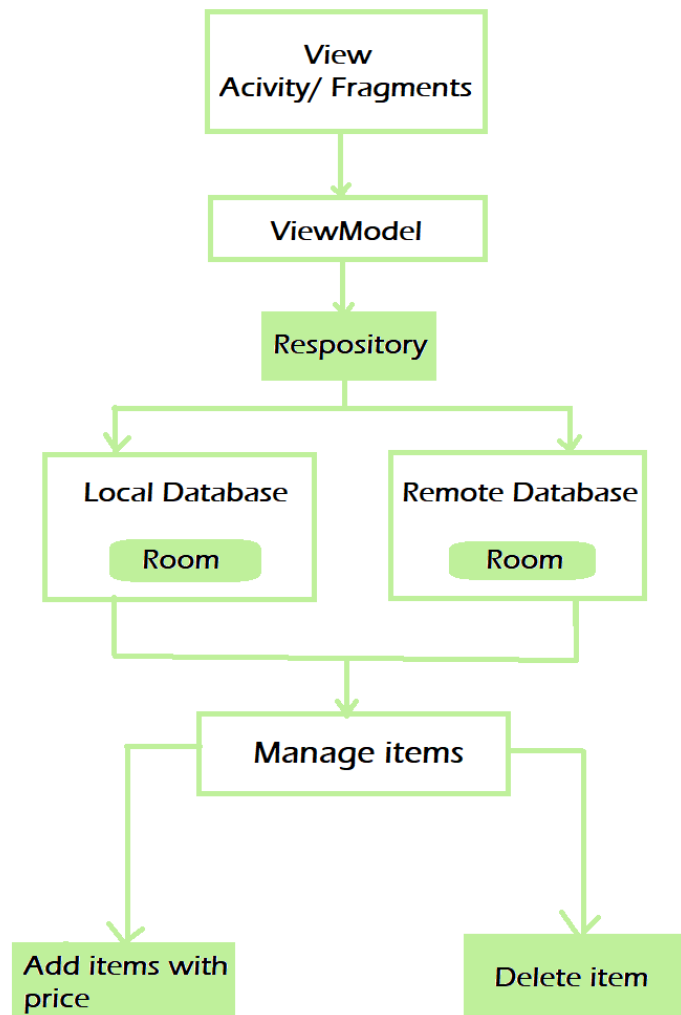 View
Acivity/ Fragments
ViewModel
Respository
Local Database
Room
Remote Database
Room
Manage items
Add items with
price
Delete item